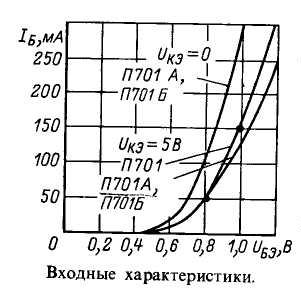 I_Б, мА
250
200
150
100
50
0
U_КЭ=0
П701 А,
П701 Б
U_КЭ=5В
П701
П701А,
П701Б
0,2 0,4 0,6 0,8 1,0 U_БЭ, В
Входные характеристики.